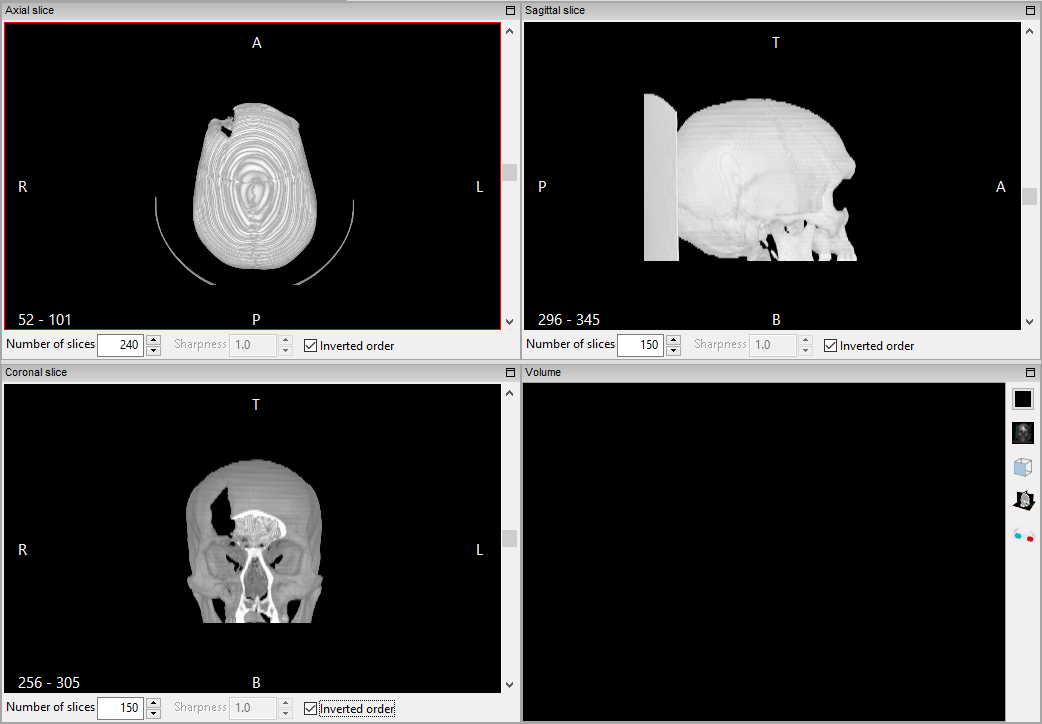 Axial slice
A
R
L
52 - 101
P
Number of slices 240 Sharpness 1.0 Inverted order
Sagittal slice
T
P
A
296 - 345
B
Number of slices 150 Sharpness 1.0 Inverted order
Coronal slice
T
R
L
256 - 305
B
Number of slices 150 Sharpness 1.0 Inverted order
Volume